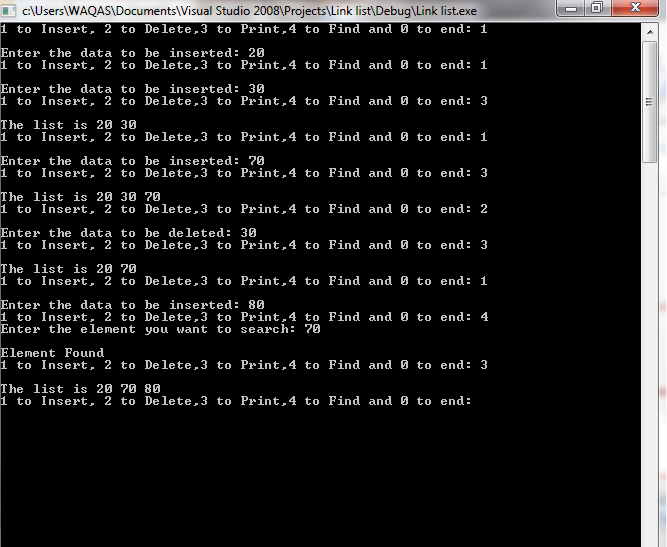 c:\Users\WAQAS\Documents\Visual Studio 2008\Projects\Link list\Debug\Link list.exe
1 to Insert, 2 to Delete,3 to Print,4 to Find and 0 to end: 1
Enter the data to be inserted: 20
1 to Insert, 2 to Delete,3 to Print,4 to Find and 0 to end: 1
Enter the data to be inserted: 30
1 to Insert, 2 to Delete,3 to Print,4 to Find and 0 to end: 3
The list is 20 30
1 to Insert, 2 to Delete,3 to Print,4 to Find and 0 to end: 1
Enter the data to be inserted: 70
1 to Insert, 2 to Delete,3 to Print,4 to Find and 0 to end: 3
The list is 20 30 70
1 to Insert, 2 to Delete,3 to Print,4 to Find and 0 to end: 2
Enter the data to be deleted: 30
1 to Insert, 2 to Delete,3 to Print,4 to Find and 0 to end: 3
The list is 20 70
1 to Insert, 2 to Delete,3 to Print,4 to Find and 0 to end: 1
Enter the data to be inserted: 80
1 to Insert, 2 to Delete,3 to Print,4 to Find and 0 to end: 4
Enter the element you want to search: 70
Element Found
1 to Insert, 2 to Delete,3 to Print,4 to Find and 0 to end: 3
The list is 20 70 80
1 to Insert, 2 to Delete,3 to Print,4 to Find and 0 to end: